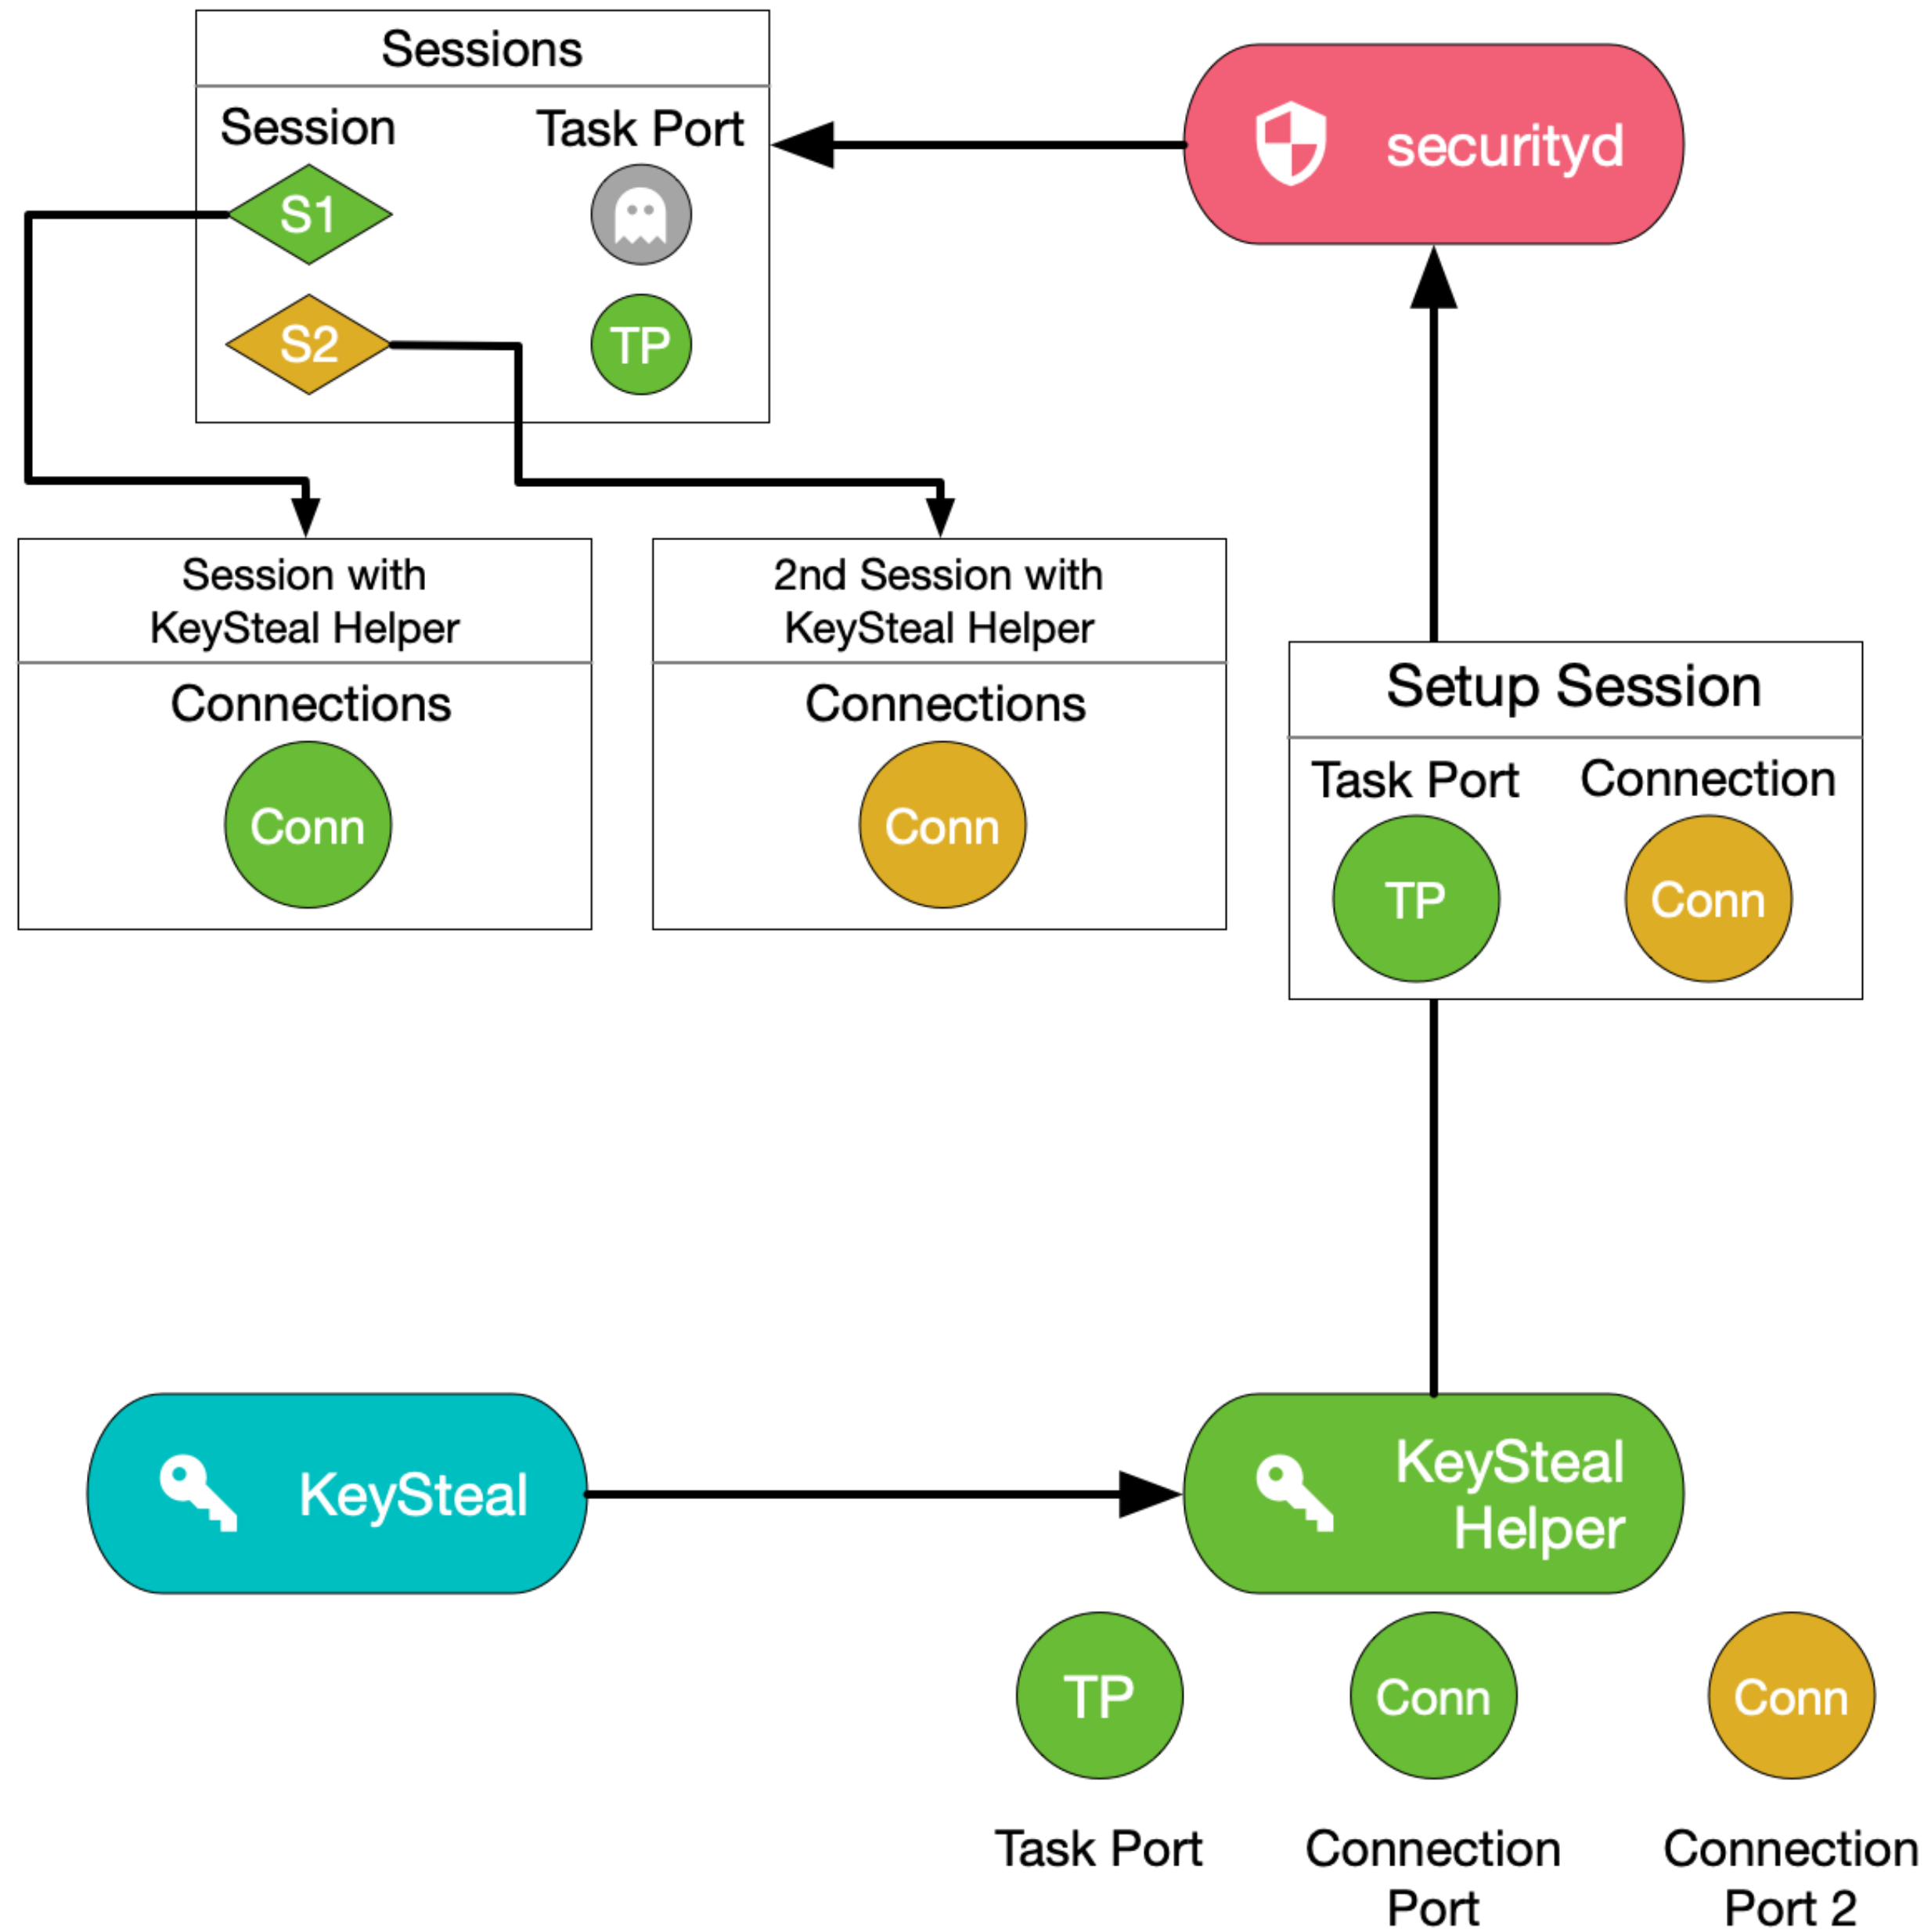 Sessions
Session
Task Port
S1
S2
TP
securityd
Session with
KeySteal Helper
Connections
Conn
2nd Session with
KeySteal Helper
Connections
Conn
Setup Session
Task Port
Connection
TP
Conn
KeySteal
KeySteal
Helper
TP
Conn
Conn
Task Port
Connection
Port
Connection
Port 2